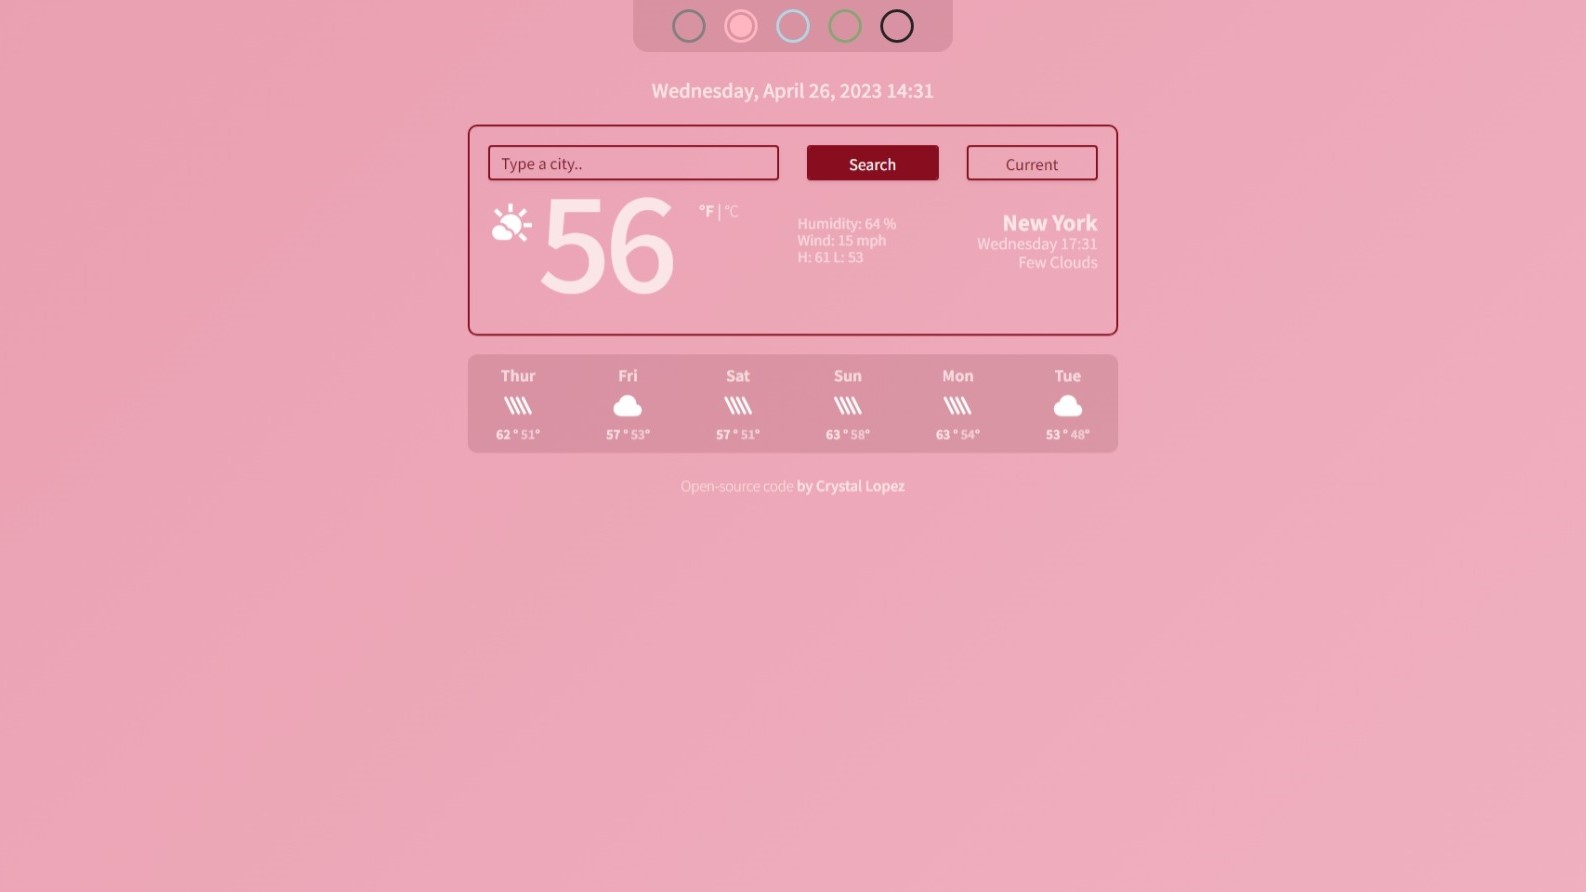 Wednesday, April 26, 2023 14:31
Type a city..
Search
Current
56
°F | °C
Humidity: 64 %
Wind: 15 mph
H: 61 L: 53
New York
Wednesday 17:31
Few Clouds
Thur Fri Sat Sun Mon Tue
62 ° 51° 57 ° 53° 57 ° 51° 63 ° 58° 63 ° 54° 53 ° 48°
Open-source code by Crystal Lopez